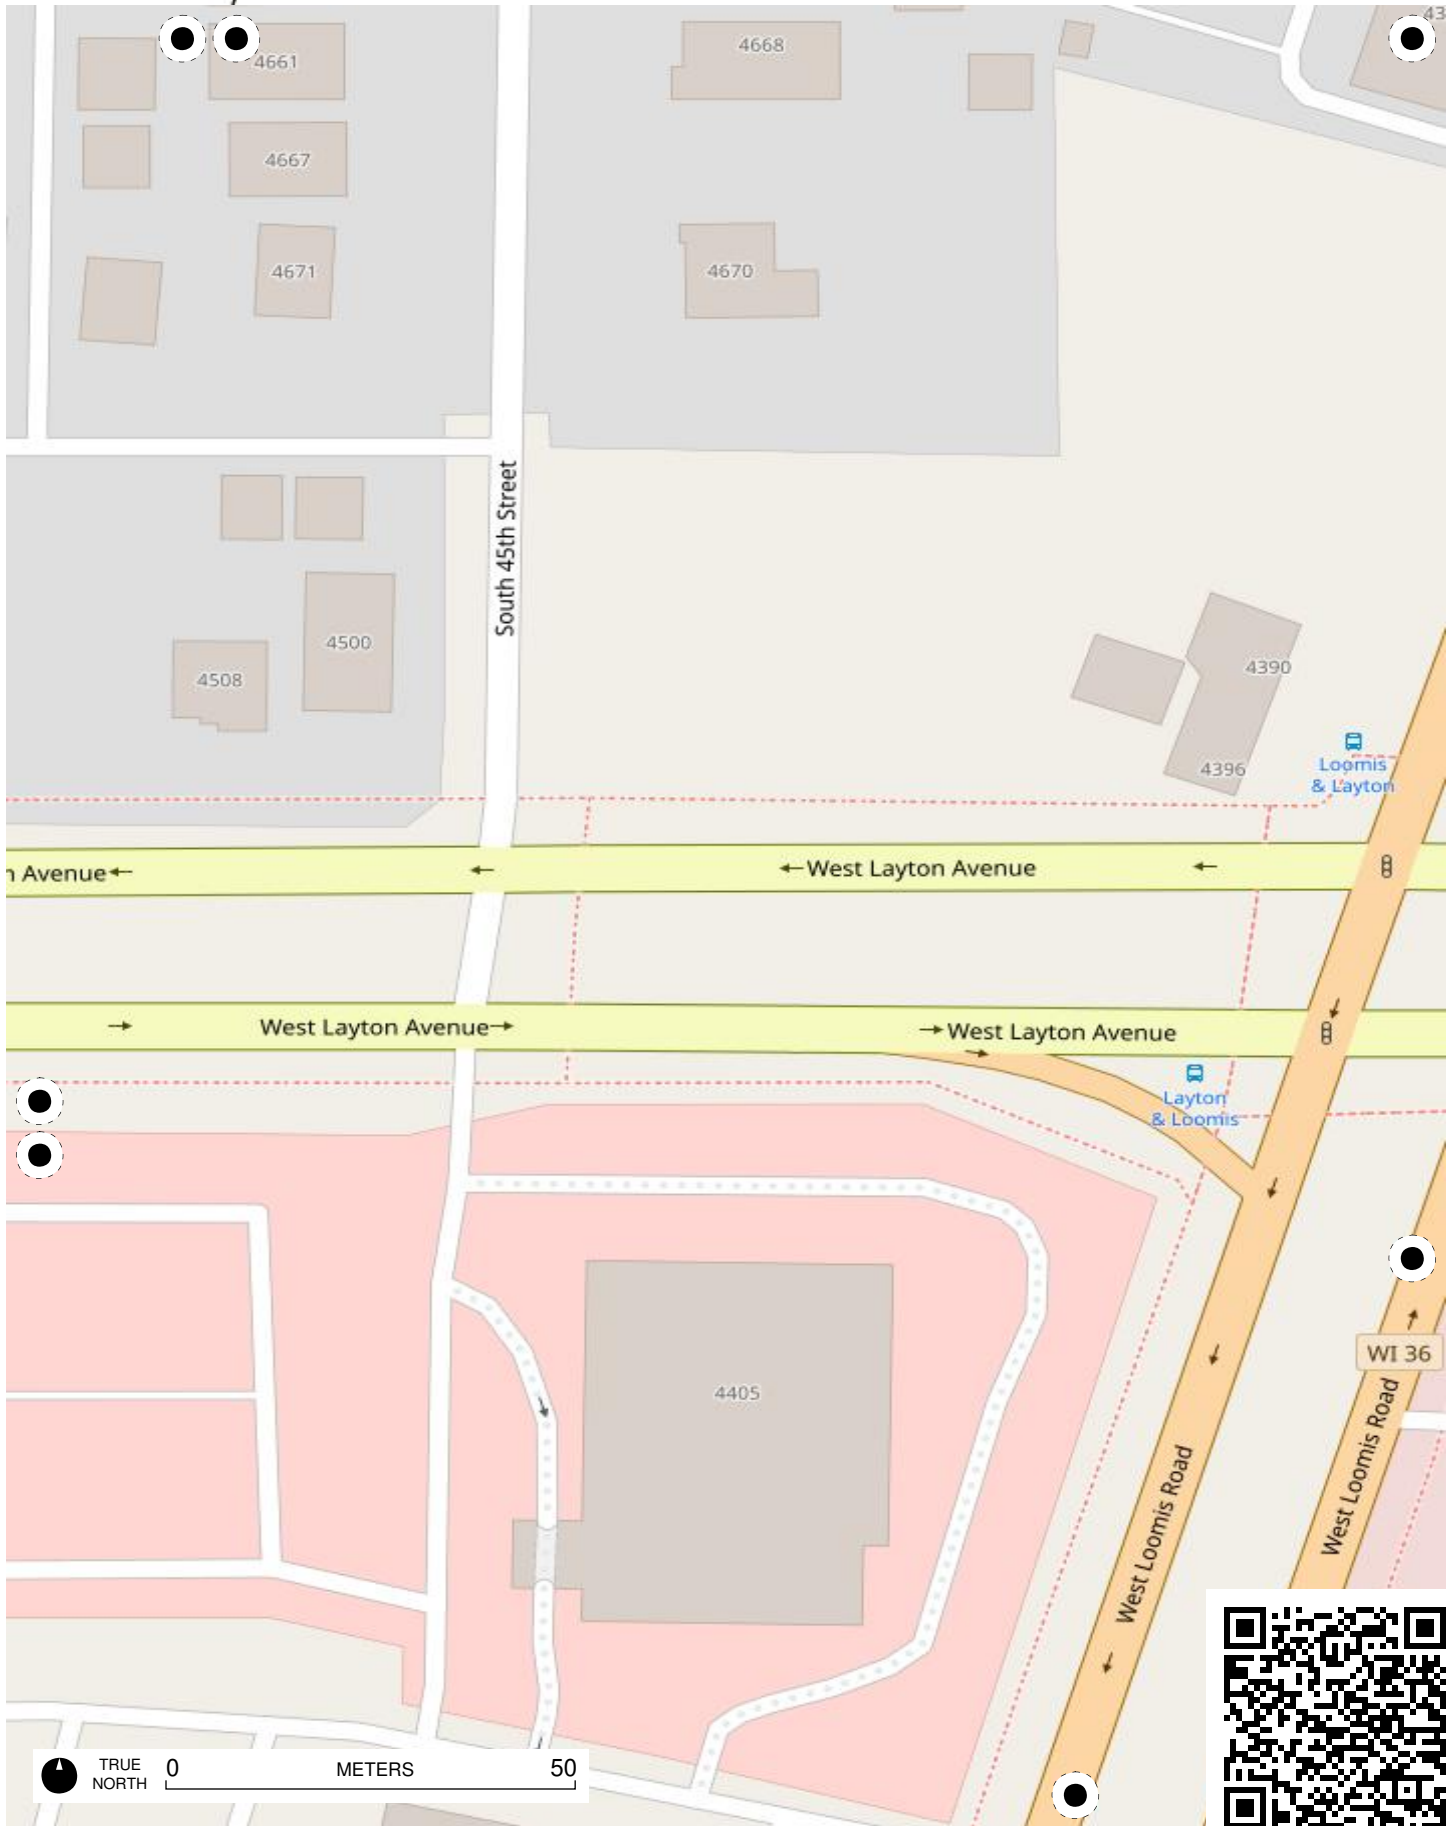 4661
4668
43
4667
4671
4670
South 45th Street
4500
4508
4390
4396
Loomis
& Layton
n Avenue
West Layton Avenue
West Layton Avenue
West Layton Avenue
Layton
& Loomis
WI 36
4405
West Loomis Road
West Loomis Road
TRUE
NORTH
0 METERS 50